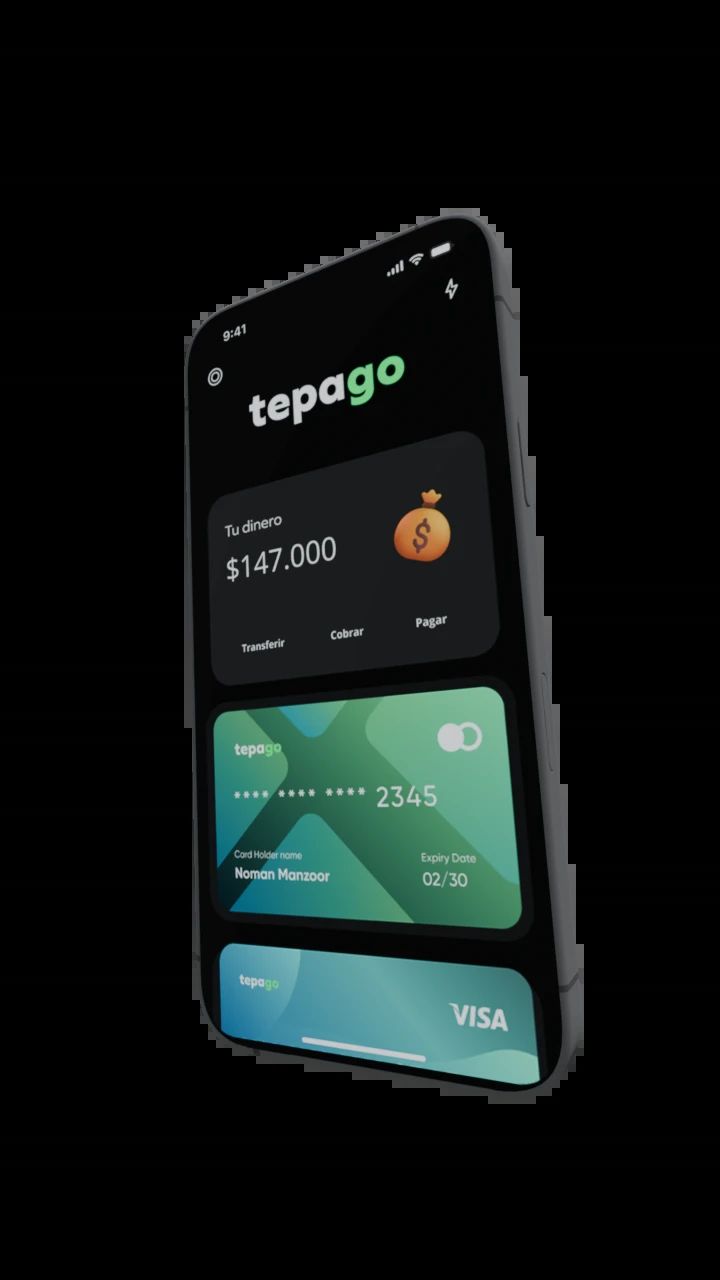 9:41
tepago
Tu dinero
$147.000
Transferir Cobrar Pagar
tepago
**** **** **** 2345
Card Holder name Expiry Date
Noman Manzoor 02/30
tepago
VISA